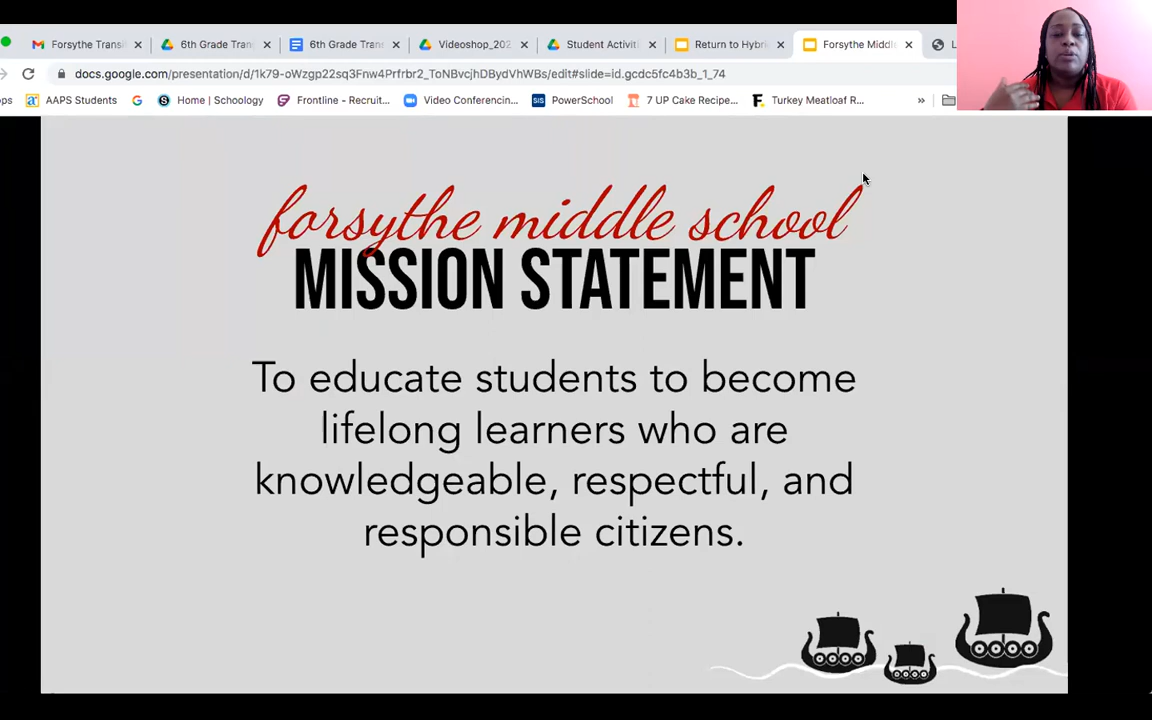 Forsythe Transi
6th Grade Tran
6th Grade Tran
Videoshop_202
Student Activiti
Return to Hybri
Forsythe Middl
L
docs.google.com/presentation/d/1k79-oWzgp22sq3Fnw4Prfrbr2_ToNBvcjhDBydVhWBs/edit#slide=id.gcdc5fc4b3b_1_74
ps
AAPS Students
Home | Schoology
Frontline - Recruit...
Video Conferencin...
SIS
PowerSchool
7 UP Cake Recipe...
Turkey Meatloaf R...
»
forsythe middle school
MISSION STATEMENT
To educate students to become
lifelong learners who are
knowledgeable, respectful, and
responsible citizens.